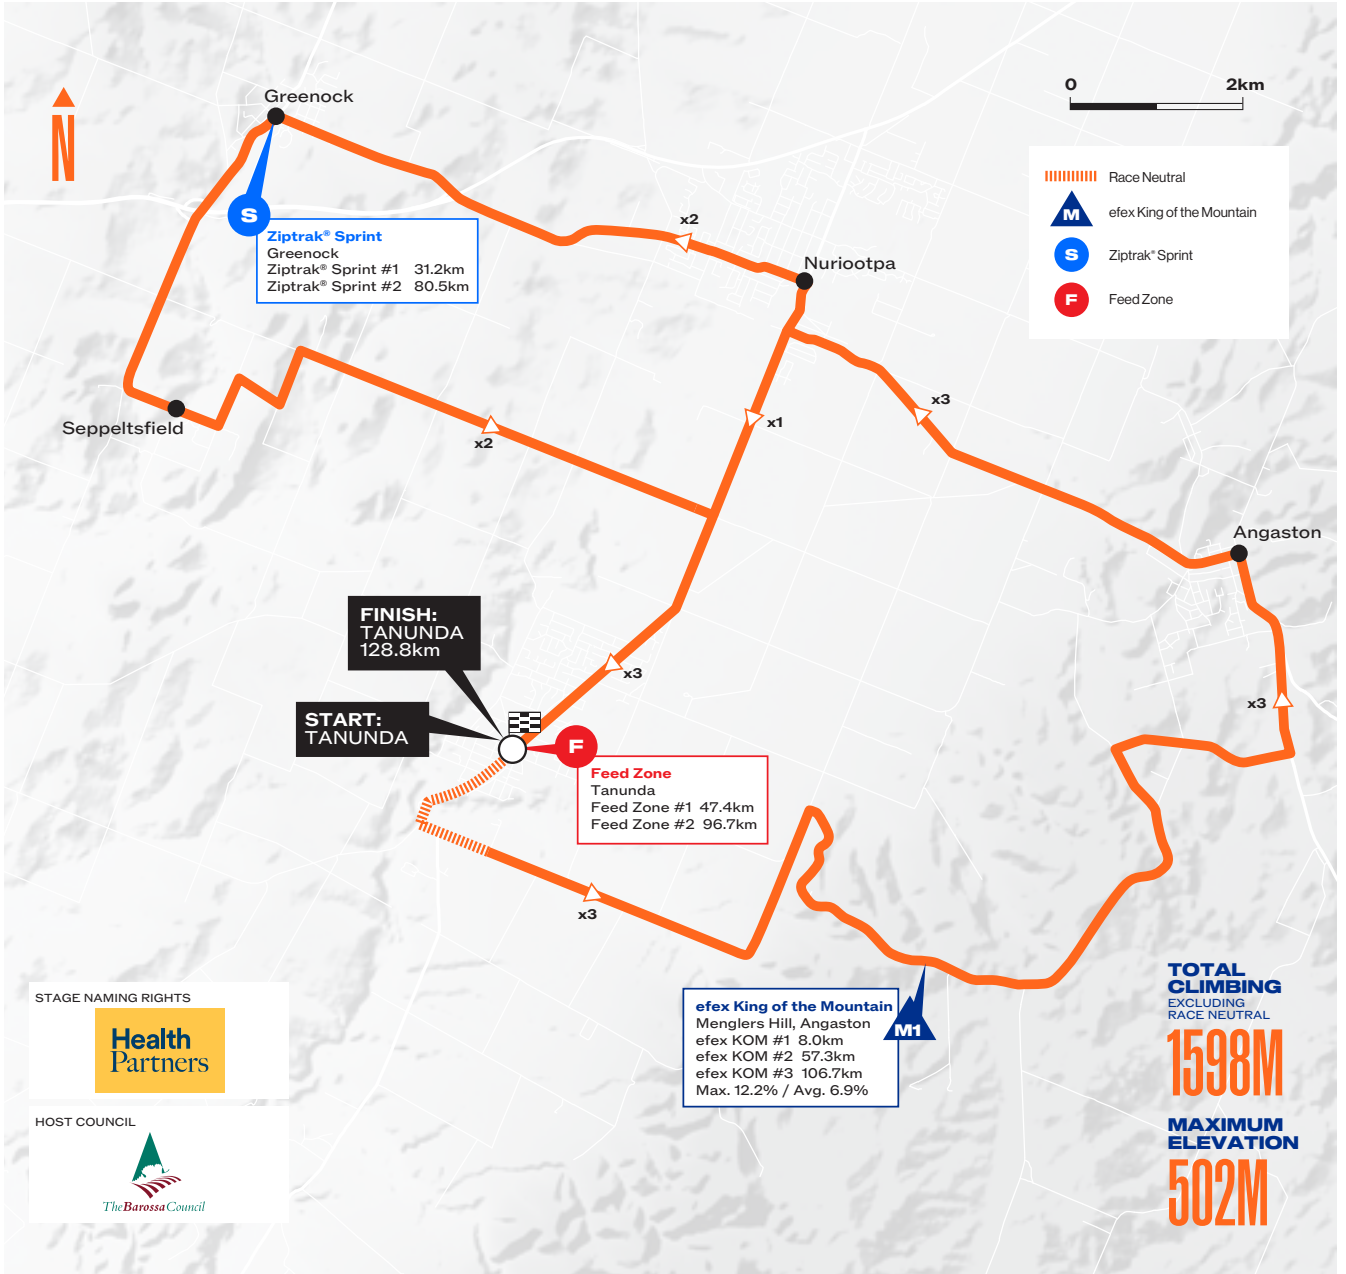 Greenock
N
S
Ziptrak® Sprint
Greenock
Ziptrak® Sprint #1 31.2km
Ziptrak® Sprint #2 80.5km
x2
Nuriootpa
0 2km
Race Neutral
M efex King of the Mountain
S Ziptrak® Sprint
F Feed Zone
Seppeltsfield
x2
x1
x3
Angaston
FINISH:
TANUNDA
128.8km
START:
TANUNDA
x3
x3
F
Feed Zone
Tanunda
Feed Zone #1 47.4km
Feed Zone #2 96.7km
x3
efex King of the Mountain
Menglers Hill, Angaston
efex KOM #1 8.0km
efex KOM #2 57.3km
efex KOM #3 106.7km
Max. 12.2% / Avg. 6.9%
M1
TOTAL
CLIMBING
EXCLUDING
RACE NEUTRAL
1598M
MAXIMUM
ELEVATION
502M
STAGE NAMING RIGHTS
Health
Partners
HOST COUNCIL
The Barossa Council